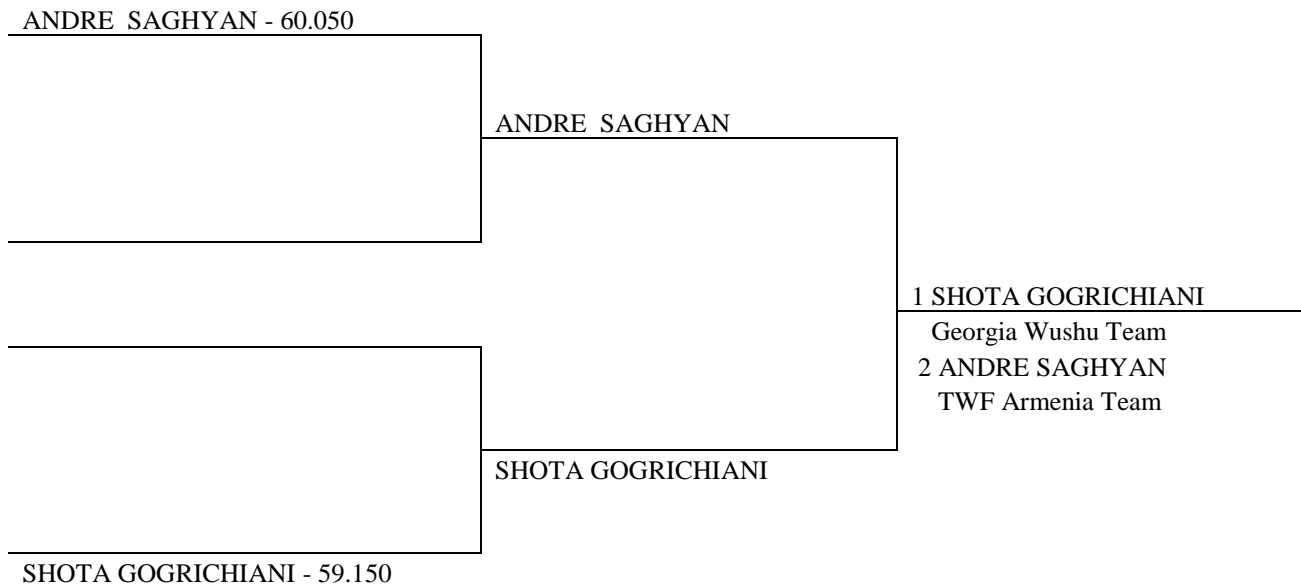 ANDRE  SAGHYAN - 60.050
ANDRE  SAGHYAN
1 SHOTA GOGRICHIANI
Georgia Wushu Team
2 ANDRE SAGHYAN
TWF Armenia Team
SHOTA GOGRICHIANI
SHOTA GOGRICHIANI - 59.150